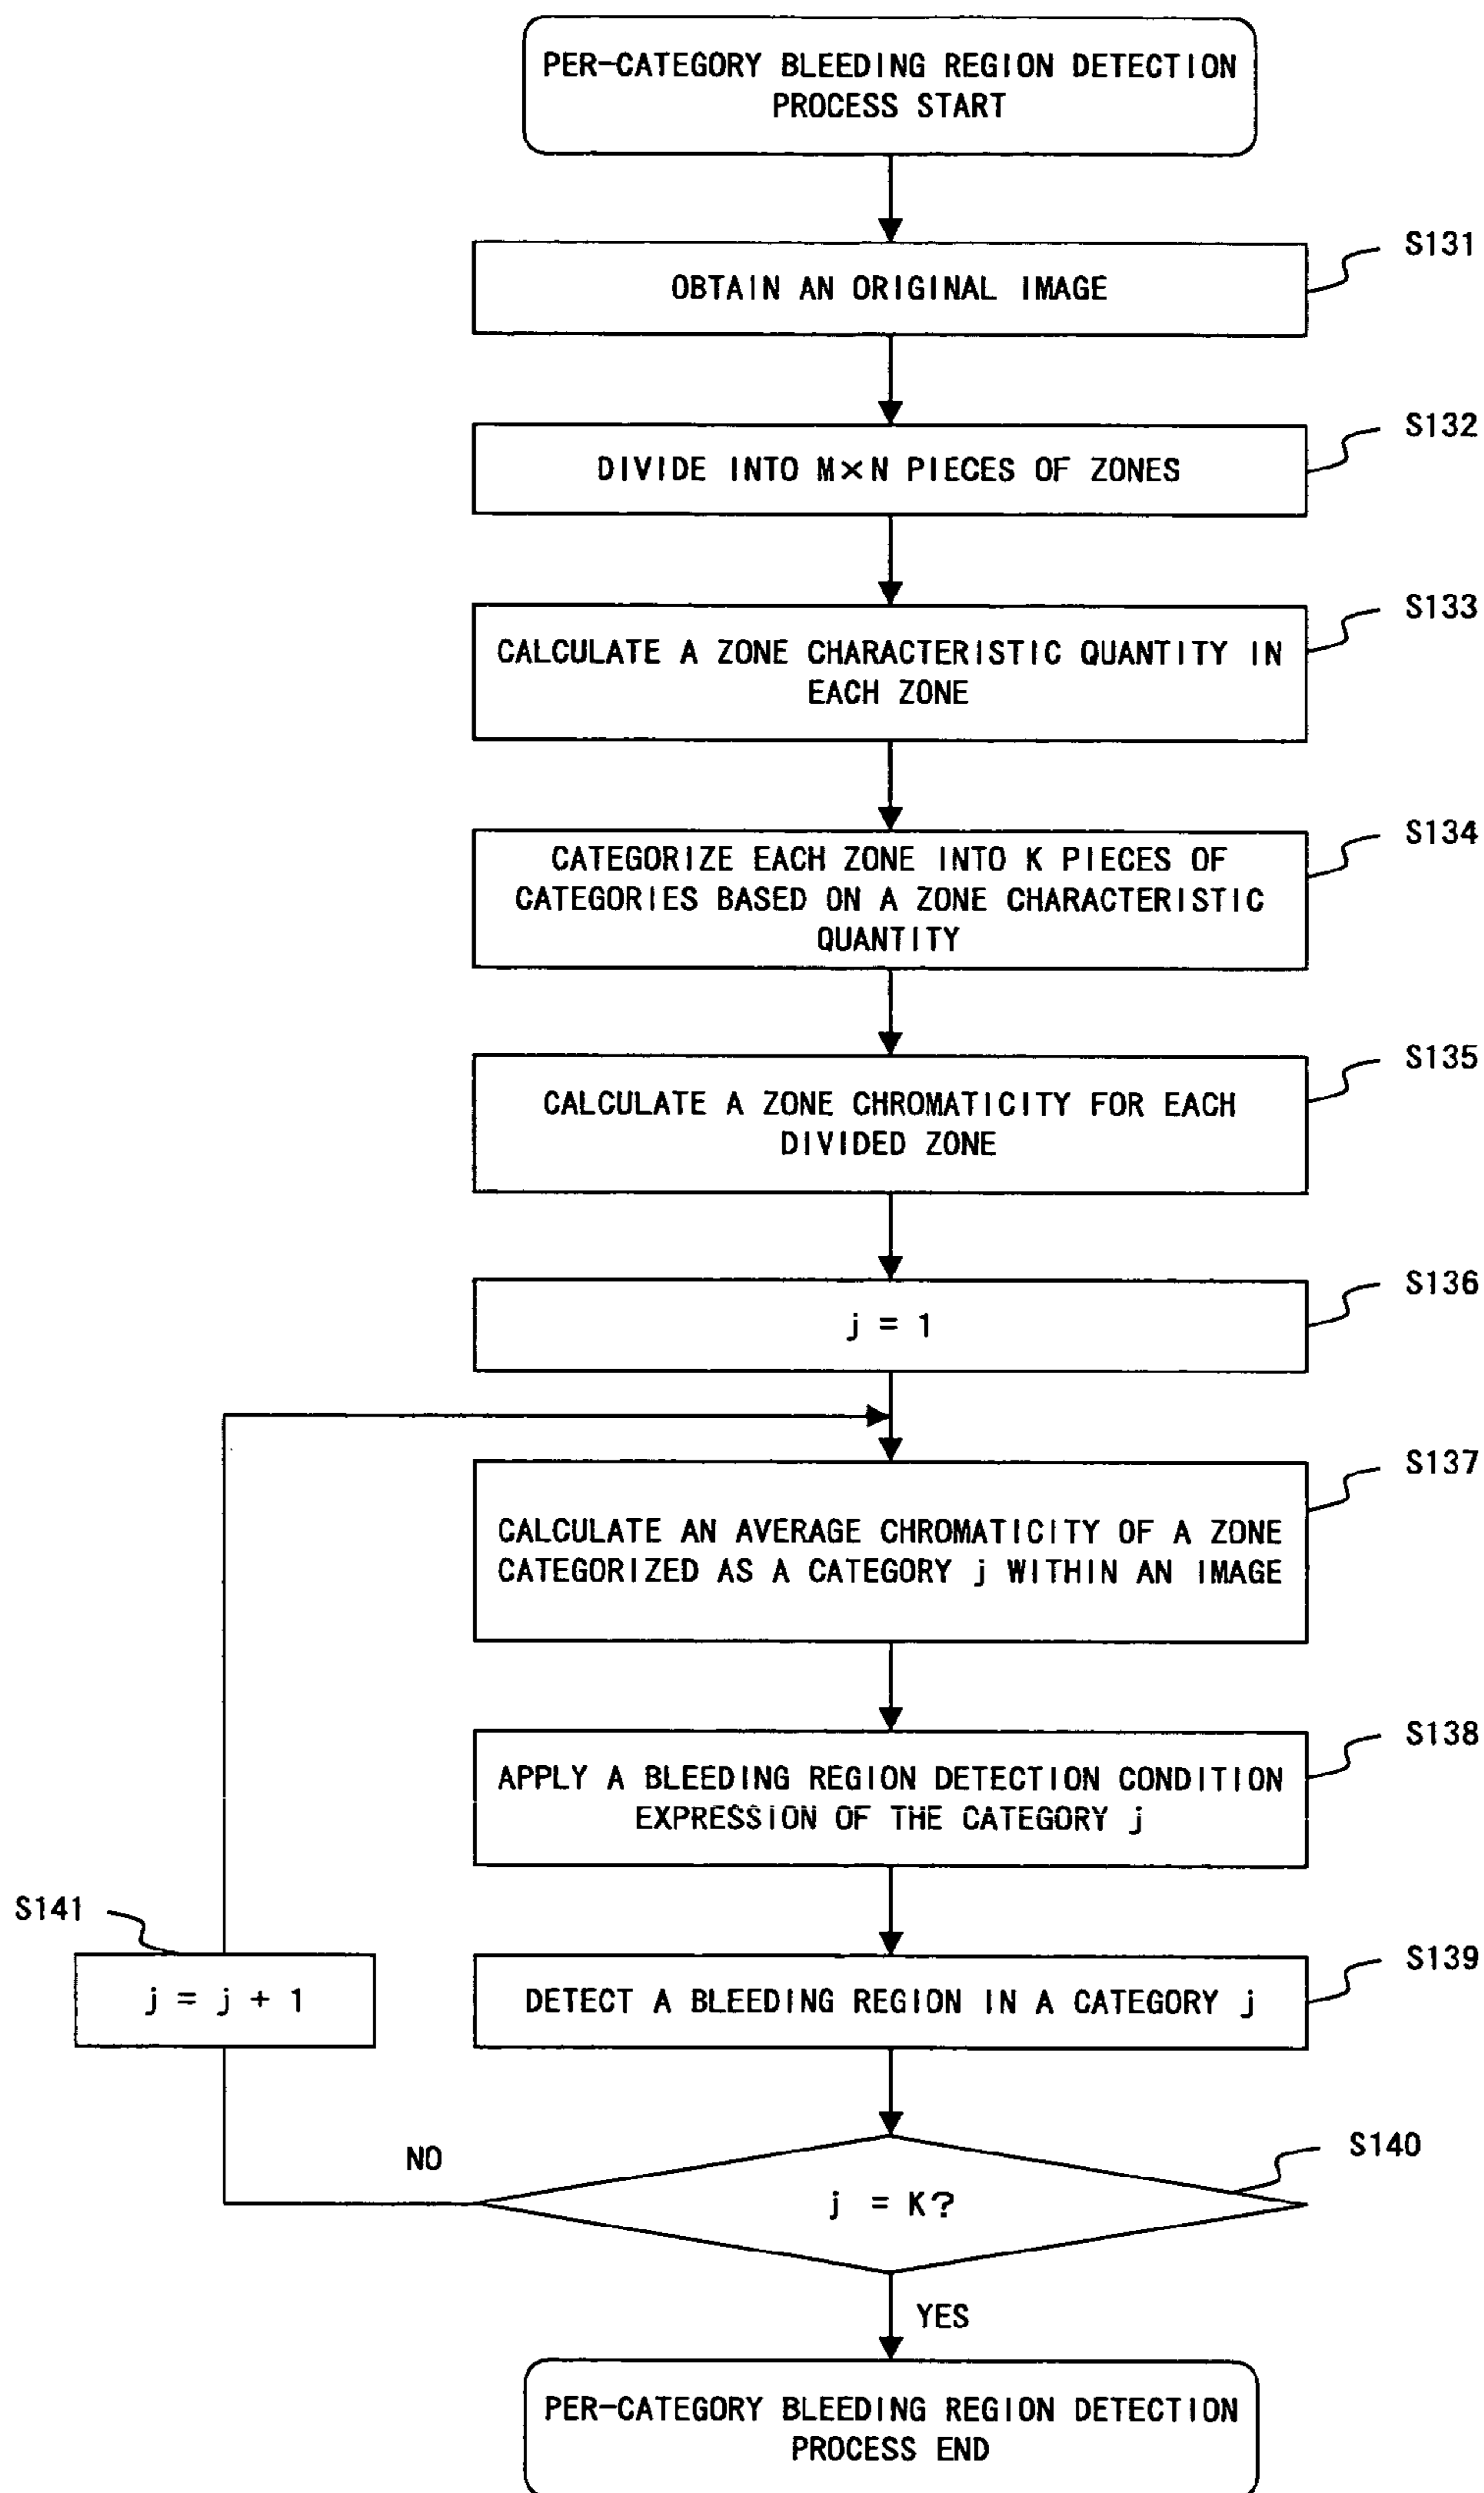 PER-CATEGORY BLEEDING REGION DETECTION
PROCESS START
S131
OBTAIN AN ORIGINAL IMAGE
S132
DIVIDE INTO M×N PIECES OF ZONES
S133
CALCULATE A ZONE CHARACTERISTIC QUANTITY IN
EACH ZONE
S134
CATEGORIZE EACH ZONE INTO K PIECES OF
CATEGORIES BASED ON A ZONE CHARACTERISTIC
QUANTITY
S135
CALCULATE A ZONE CHROMATICITY FOR EACH
DIVIDED ZONE
S136
j = 1
S137
CALCULATE AN AVERAGE CHROMATICITY OF A ZONE
CATEGORIZED AS A CATEGORY j WITHIN AN IMAGE
S138
APPLY A BLEEDING REGION DETECTION CONDITION
EXPRESSION OF THE CATEGORY j
S139
DETECT A BLEEDING REGION IN A CATEGORY j
S140
j = K?
NO
S141
j = j + 1
YES
PER-CATEGORY BLEEDING REGION DETECTION
PROCESS END